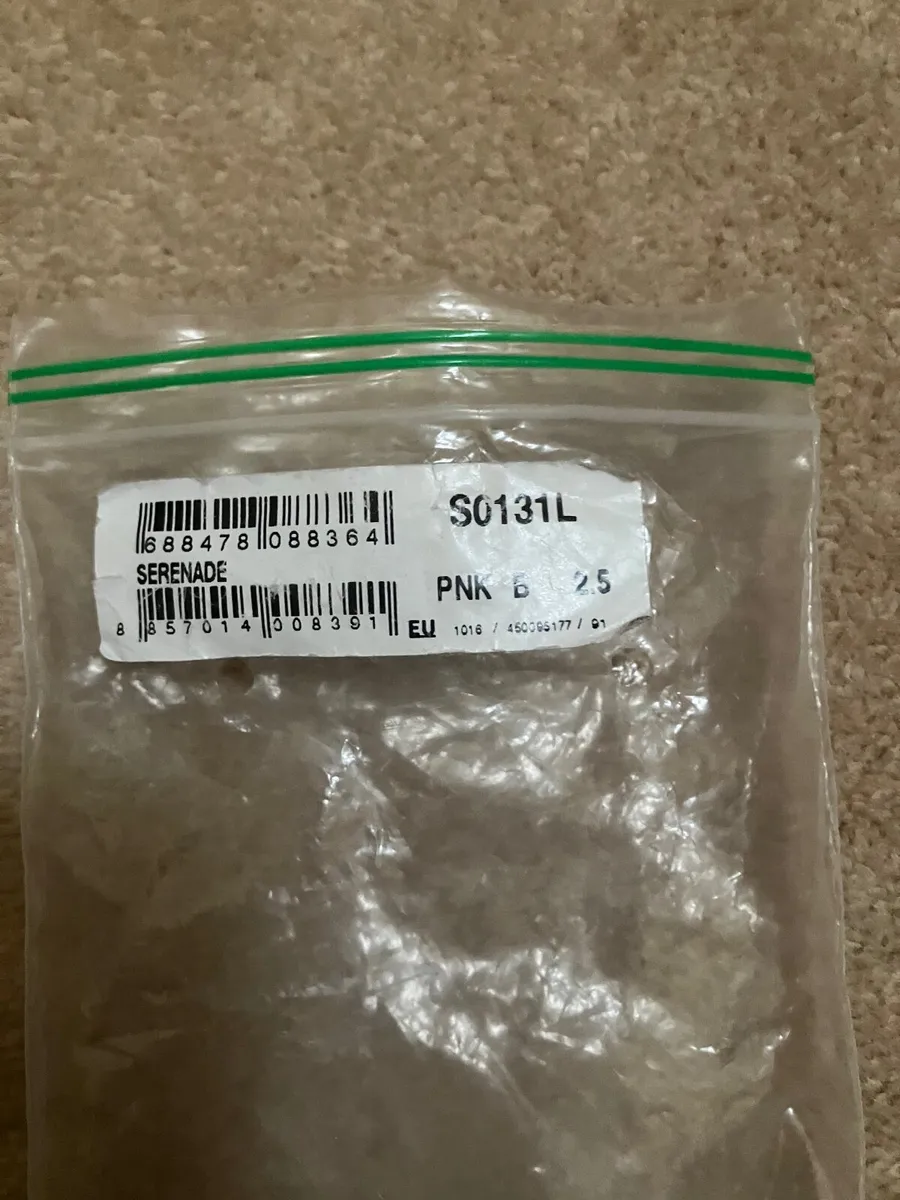 S0131L
688478 088364
SERENADE
PNK B 2.5
8 857014 008391 EU
1016 / 450095177 / 91